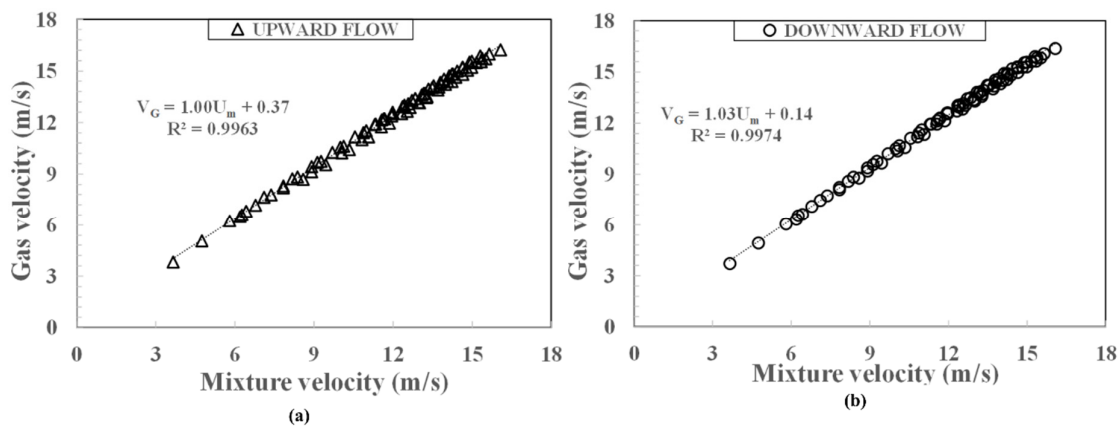 △ UPWARD FLOW
V_G = 1.00U_m + 0.37
R² = 0.9963
Gas velocity (m/s)
18
15
12
9
6
3
0
0 3 6 9 12 15 18
Mixture velocity (m/s)
(a)
○ DOWNWARD FLOW
V_G = 1.03U_m + 0.14
R² = 0.9974
Gas velocity (m/s)
18
15
12
9
6
3
0
0 3 6 9 12 15 18
Mixture velocity (m/s)
(b)